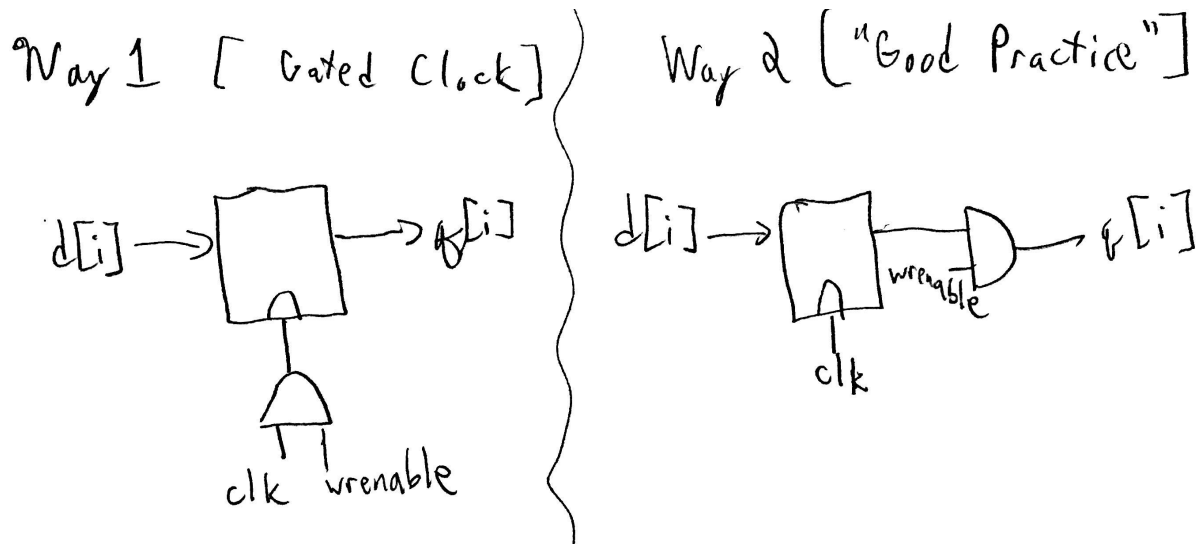 Way 1 [ Gated Clock]
d[i]
q[i]
clk wrenable
Way 2 ["Good Practice"]
d[i]
wrenable
q[i]
clk